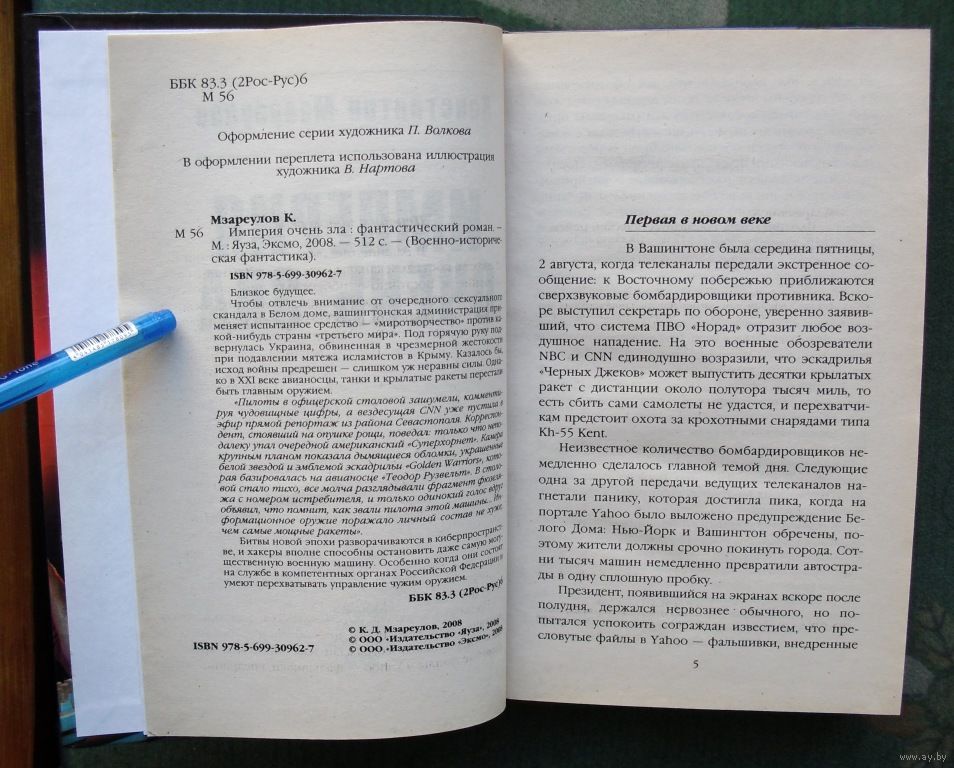 ББК 83.3 (2Рос-Рус)6
М 56
Оформление серии художника П. Волкова
В оформлении переплета использована иллюстрация
художника В. Нартова
Мзареулов К.
М 56 Империя очень зла : фантастический роман. –
М. : Яуза, Эксмо, 2008. — 512 с. — (Военно-историче-
ская фантастика).
ISBN 978-5-699-30962-7
Близкое будущее.
Чтобы отвлечь внимание от очередного сексуального
скандала в Белом доме, вашингтонская администрация при-
меняет испытанное средство — «миротворчество» против ка-
кой-нибудь страны «третьего мира». Под горячую руку под-
вернулась Украина, обвиненная в чрезмерной жестокости
при подавлении мятежа исламистов в Крыму. Казалось бы,
исход войны предрешен — слишком уж неравны силы. Одна-
ко в XXI веке авианосцы, танки и крылатые ракеты перестали
быть главным оружием.
«Пилоты в офицерской столовой зашумели, комменти-
руя чудовищные цифры, а вездесущая CNN уже пустила в
эфир прямой репортаж из района Севастополя. Корреспон-
дент, стоявший на опушке рощи, поведал: только что непо-
далеку упал очередной американский «Суперхорнет». Камера
крупным планом показала дымящиеся обломки, украшенные
белой звездой и эмблемой эскадрильи «Golden Warriors», кото-
рая базировалась на авианосце «Теодор Рузвельт». В столо-
вой стало тихо, все молча разглядывали фрагмент фюзеля-
жа с номером истребителя, и только одинокий голос вдруг
объявил, что помнит, как звали пилота этой машины... Ин-
формационное оружие поражало личный состав не хуже,
чем самые мощные ракеты».
Битвы новой эпохи разворачиваются в киберпространст-
ве, и хакеры вполне способны остановить даже самую могу-
щественную военную машину. Особенно когда они состоят
на службе в компетентных органах Российской Федерации и
умеют перехватывать управление чужим оружием.
ББК 83.3 (2Рос-Рус)6
© К. Д. Мзареулов, 2008
© ООО «Издательство «Яуза», 2008
ISBN 978-5-699-30962-7 © ООО «Издательство «Эксмо», 2008
Первая в новом веке
В Вашингтоне была середина пятницы,
2 августа, когда телеканалы передали экстренное со-
общение: к Восточному побережью приближаются
сверхзвуковые бомбардировщики противника. Вско-
ре выступил секретарь по обороне, уверенно заявив-
ший, что система ПВО «Норад» отразит любое воз-
душное нападение. На это военные обозреватели
NBC и CNN единодушно возразили, что эскадрилья
«Черных Джеков» может выпустить десятки крылатых
ракет с дистанции около полутора тысяч миль, то
есть сбить сами самолеты не удастся, и перехватчи-
кам предстоит охота за крохотными снарядами типа
Kh-55 Kent.
Неизвестное количество бомбардировщиков не-
медленно сделалось главной темой дня. Следующие
одна за другой передачи ведущих телеканалов на-
гнетали панику, которая достигла пика, когда на
портале Yahoo было выложено предупреждение Бе-
лого Дома: Нью-Йорк и Вашингтон обречены, по-
этому жители должны срочно покинуть города. Сот-
ни тысяч машин немедленно превратили автостра-
ды в одну сплошную пробку.
Президент, появившийся на экранах вскоре после
полудня, держался нервознее обычного, но по-
пытался успокоить сограждан известием, что пре-
словутые файлы в Yahoo — фальшивки, внедренные
5
www.ay.by